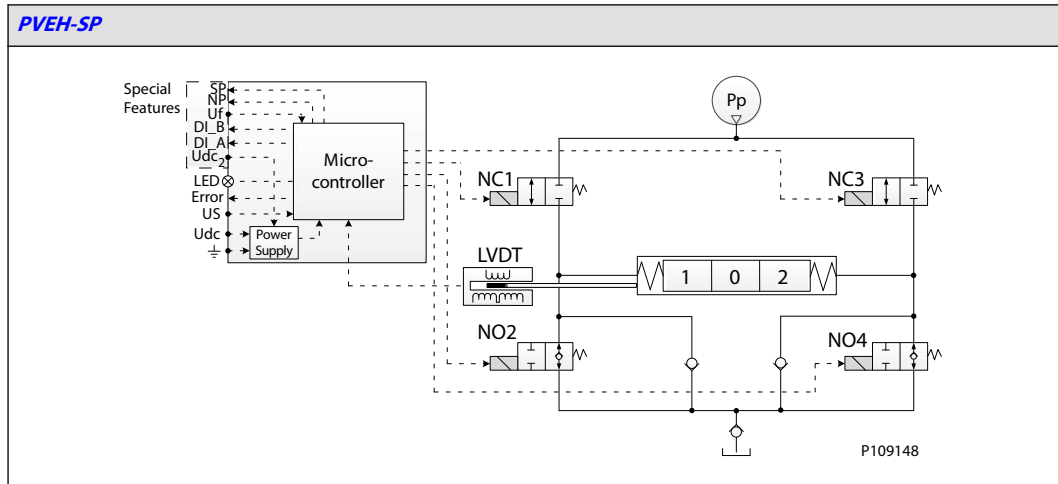 PVEH-SP
Special
Features
SP
NP
Uf
DI_B
DI_A
Udc2
LED
Error
US
Udc
Micro-
controller
Power
Supply
Pp
NC1
NC3
LVDT
1 0 2
NO2
NO4
P109148